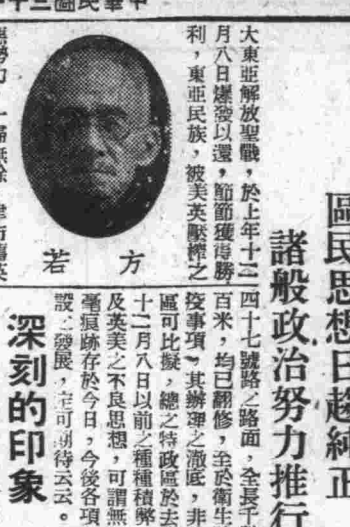 中華民國三十
區民思想日趨純正
諸般政治努力推行
大東亞解放聖戰，於上年十二
月八日爆發以還，節節獲得勝
利，東亞民族，被美英壓搾之
方若
四十七號路之路面，全長千
百米，均已翻修，至於衛生
疫事項，其辦理之澈底，非
區可比擬，總之特政區於去
十二月八日以前之種種積弊
及英美之不良思想，可謂無
毫痕跡存於今日，今後各項
設之發展，定可期待云云。
深刻的印象